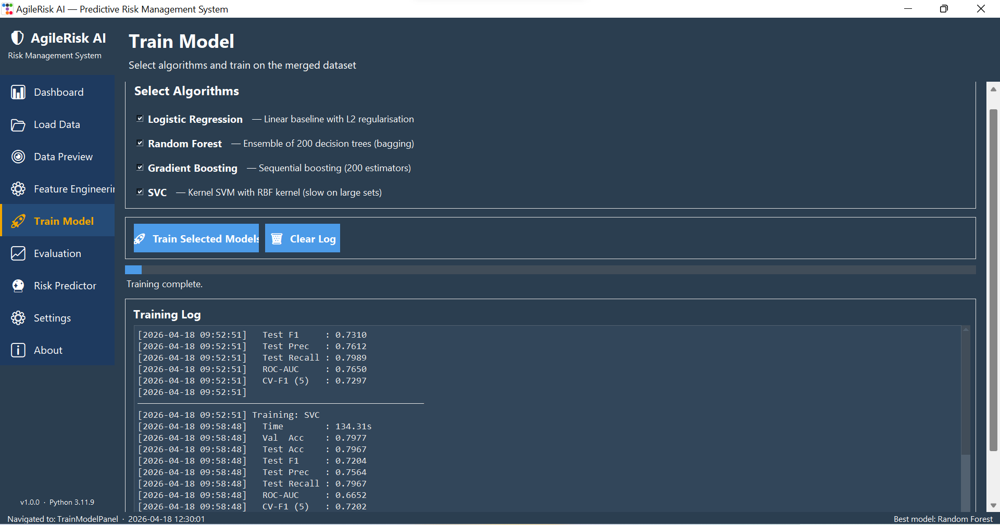 AgileRisk AI — Predictive Risk Management System
AgileRisk AI
Risk Management System
Dashboard
Load Data
Data Preview
Feature Engineerin
Train Model
Evaluation
Risk Predictor
Settings
About
v1.0.0 · Python 3.11.9
Train Model
Select algorithms and train on the merged dataset
Select Algorithms
Logistic Regression — Linear baseline with L2 regularisation
Random Forest — Ensemble of 200 decision trees (bagging)
Gradient Boosting — Sequential boosting (200 estimators)
SVC — Kernel SVM with RBF kernel (slow on large sets)
Train Selected Models Clear Log
Training complete.
Training Log
[2026-04-18 09:52:51] Test F1 : 0.7310
[2026-04-18 09:52:51] Test Prec : 0.7612
[2026-04-18 09:52:51] Test Recall : 0.7989
[2026-04-18 09:52:51] ROC-AUC : 0.7650
[2026-04-18 09:52:51] CV-F1 (5) : 0.7297
[2026-04-18 09:52:51]
[2026-04-18 09:52:51] Training: SVC
[2026-04-18 09:58:48] Time : 134.31s
[2026-04-18 09:58:48] Val Acc : 0.7977
[2026-04-18 09:58:48] Test Acc : 0.7967
[2026-04-18 09:58:48] Test F1 : 0.7204
[2026-04-18 09:58:48] Test Prec : 0.7564
[2026-04-18 09:58:48] Test Recall : 0.7967
[2026-04-18 09:58:48] ROC-AUC : 0.6652
[2026-04-18 09:58:48] CV-F1 (5) : 0.7202
Navigated to: TrainModelPanel · 2026-04-18 12:30:01
Best model: Random Forest